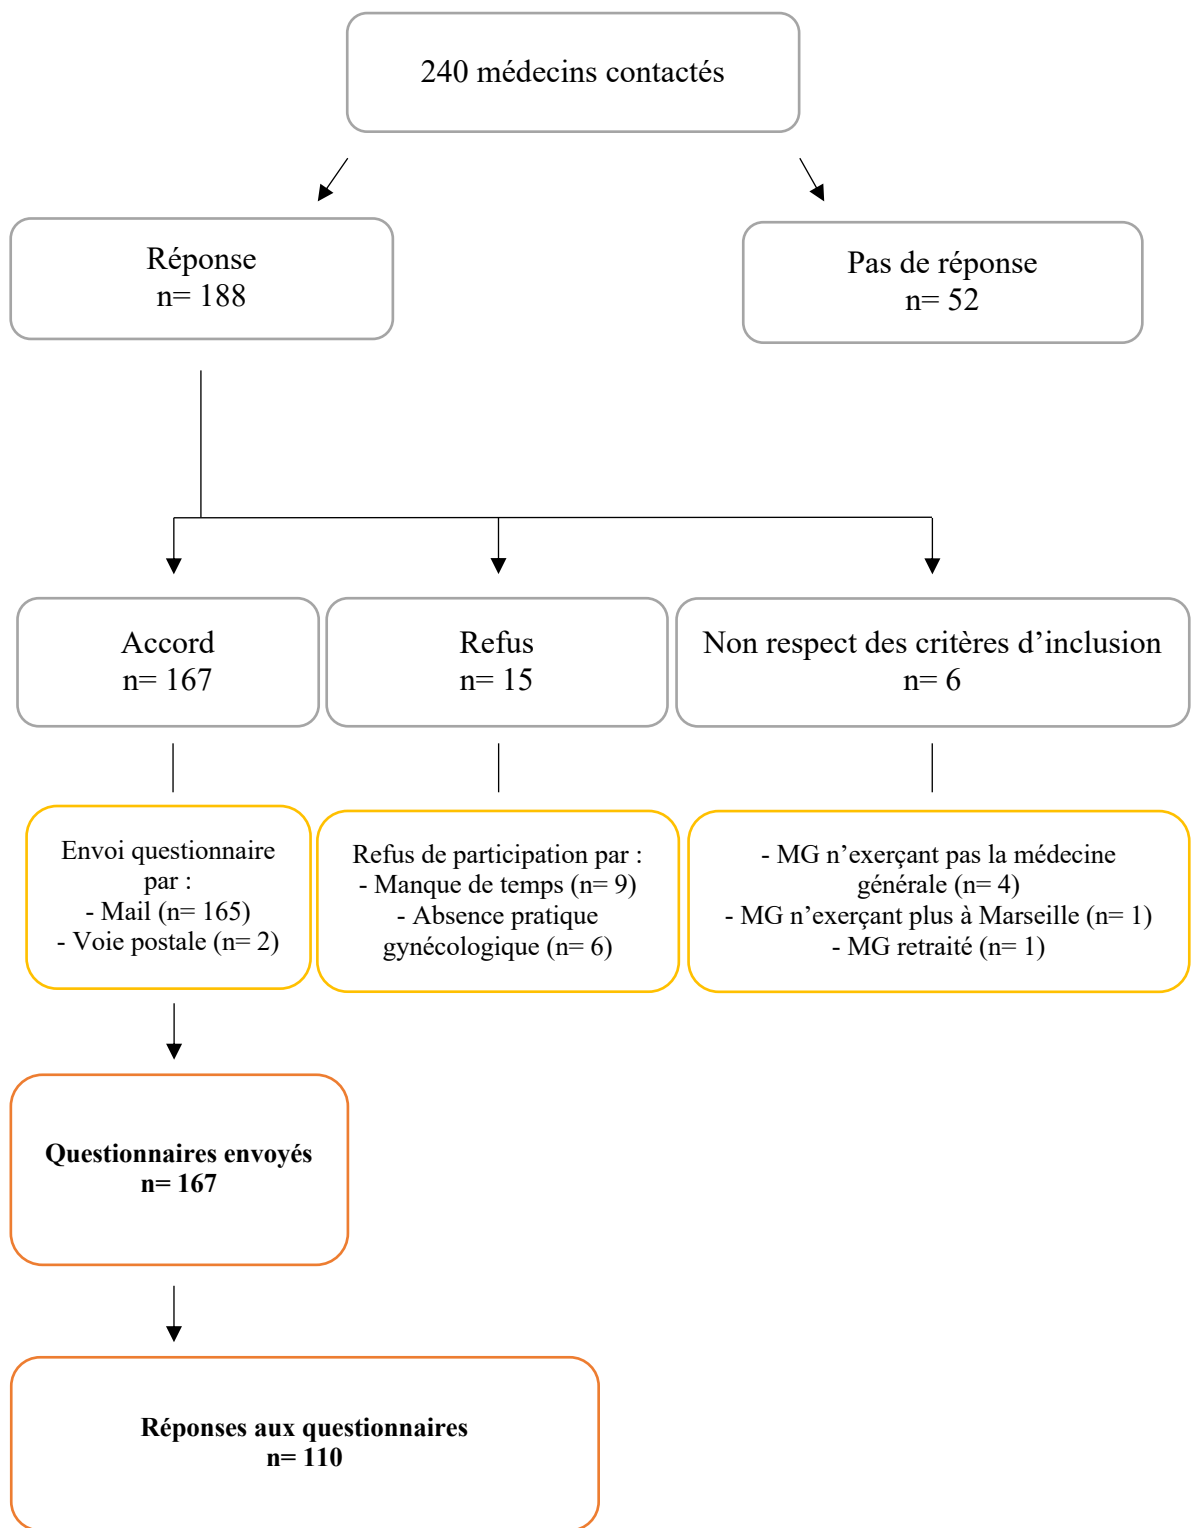 240 médecins contactés
Réponse
n= 188
Pas de réponse
n= 52
Accord
n= 167
Refus
n= 15
Non respect des critères d’inclusion
n= 6
Envoi questionnaire
par :
- Mail (n= 165)
- Voie postale (n= 2)
Refus de participation par :
- Manque de temps (n= 9)
- Absence pratique
gynécologique (n= 6)
- MG n’exerçant pas la médecine
générale (n= 4)
- MG n’exerçant plus à Marseille (n= 1)
- MG retraité (n= 1)
Questionnaires envoyés
n= 167
Réponses aux questionnaires
n= 110